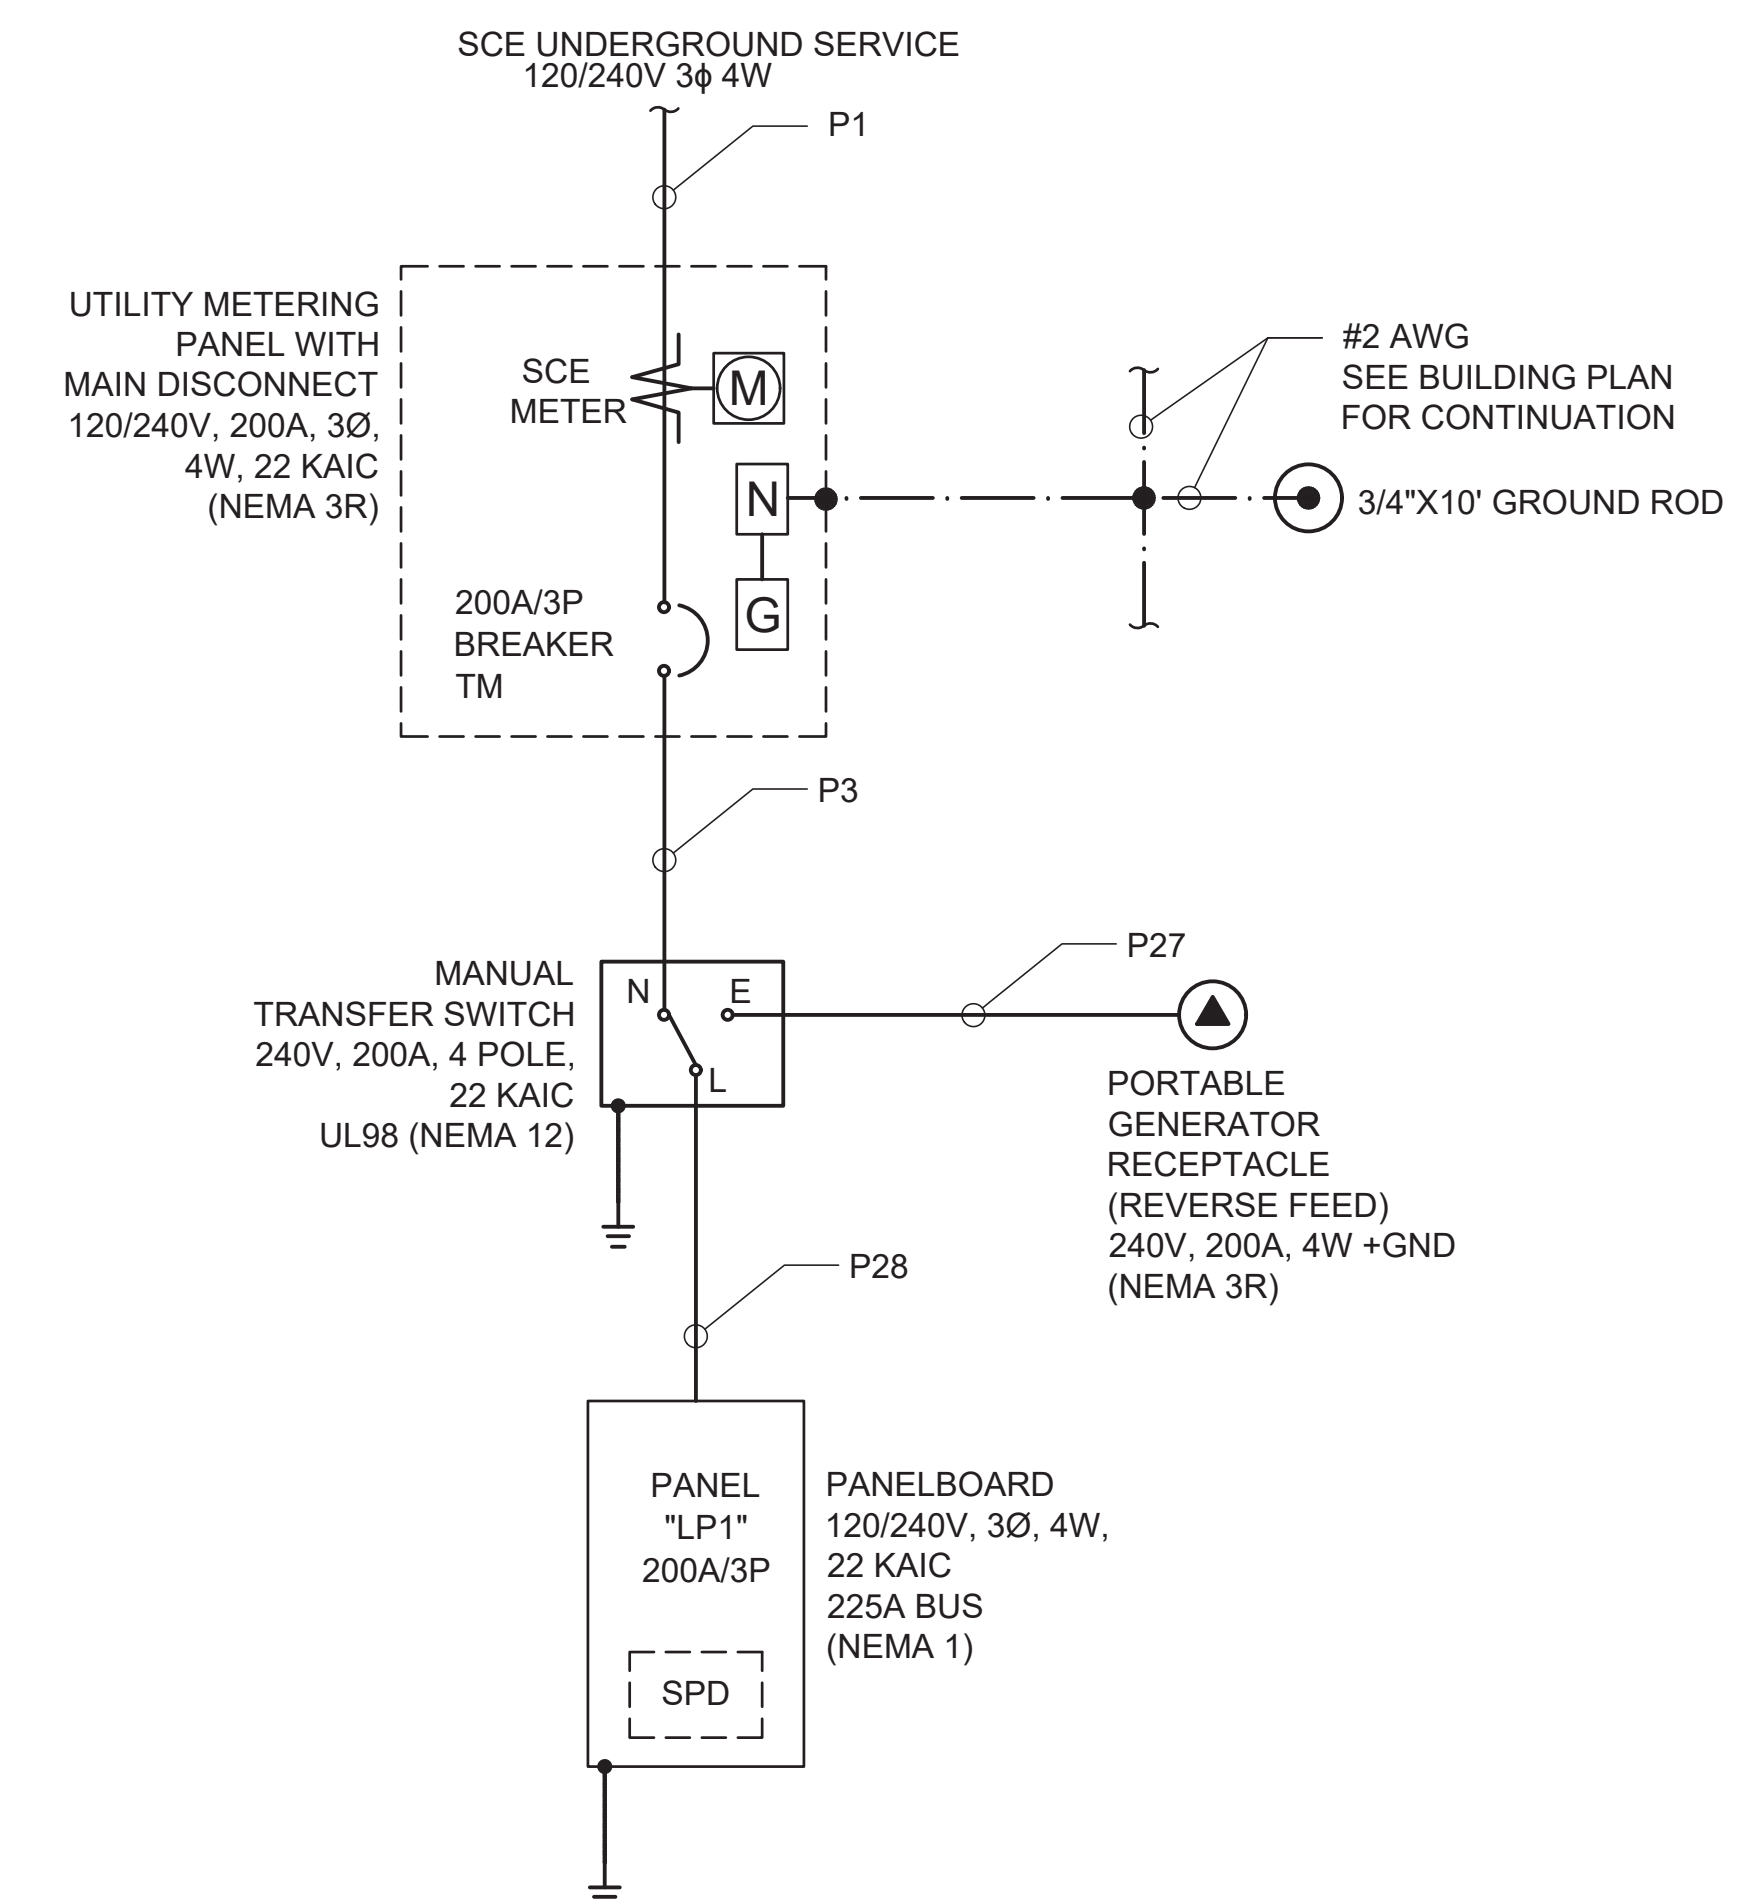 SCE UNDERGROUND SERVICE
120/240V 3ϕ 4W
P1
UTILITY METERING
PANEL WITH
MAIN DISCONNECT
120/240V, 200A, 3Ø,
4W, 22 KAIC
(NEMA 3R)
SCE
METER
M
N
G
200A/3P
BREAKER
TM
#2 AWG
SEE BUILDING PLAN
FOR CONTINUATION
3/4"X10' GROUND ROD
P3
MANUAL
TRANSFER SWITCH
240V, 200A, 4 POLE,
22 KAIC
UL98 (NEMA 12)
N
E
L
P27
PORTABLE
GENERATOR
RECEPTACLE
(REVERSE FEED)
240V, 200A, 4W +GND
(NEMA 3R)
P28
PANEL
"LP1"
200A/3P
SPD
PANELBOARD
120/240V, 3Ø, 4W,
22 KAIC
225A BUS
(NEMA 1)